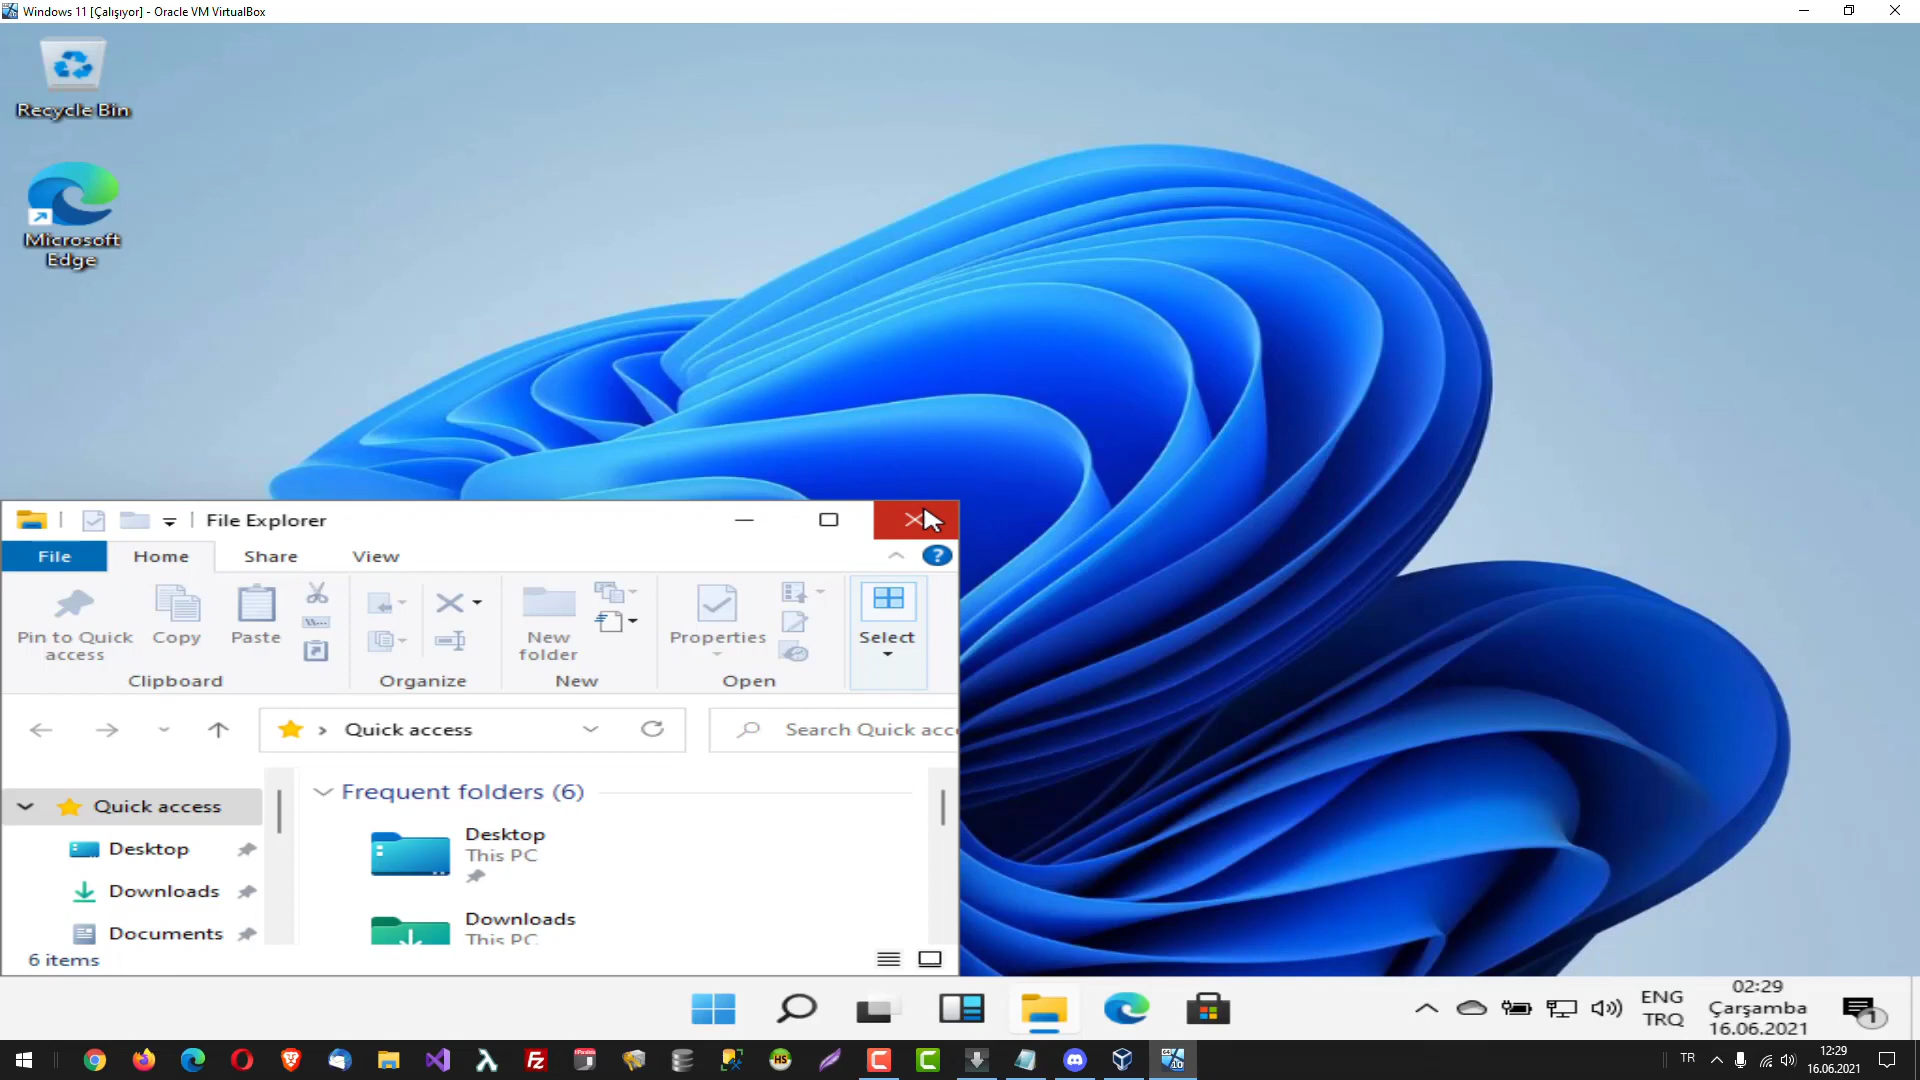 Windows 11 [Çalışıyor] - Oracle VM VirtualBox
Recycle Bin
Microsoft
Edge
File Explorer
File
Home
Share
View
?
Pin to Quick
access
Copy
Paste
New
folder
Properties
Select
Clipboard
Organize
New
Open
Quick access
Search Quick acc
Quick access
Desktop
Downloads
Documents
Frequent folders (6)
Desktop
This PC
Downloads
This PC
6 items
ENG
TRQ
02:29
Çarşamba
16.06.2021
1
TR
12:29
16.06.2021